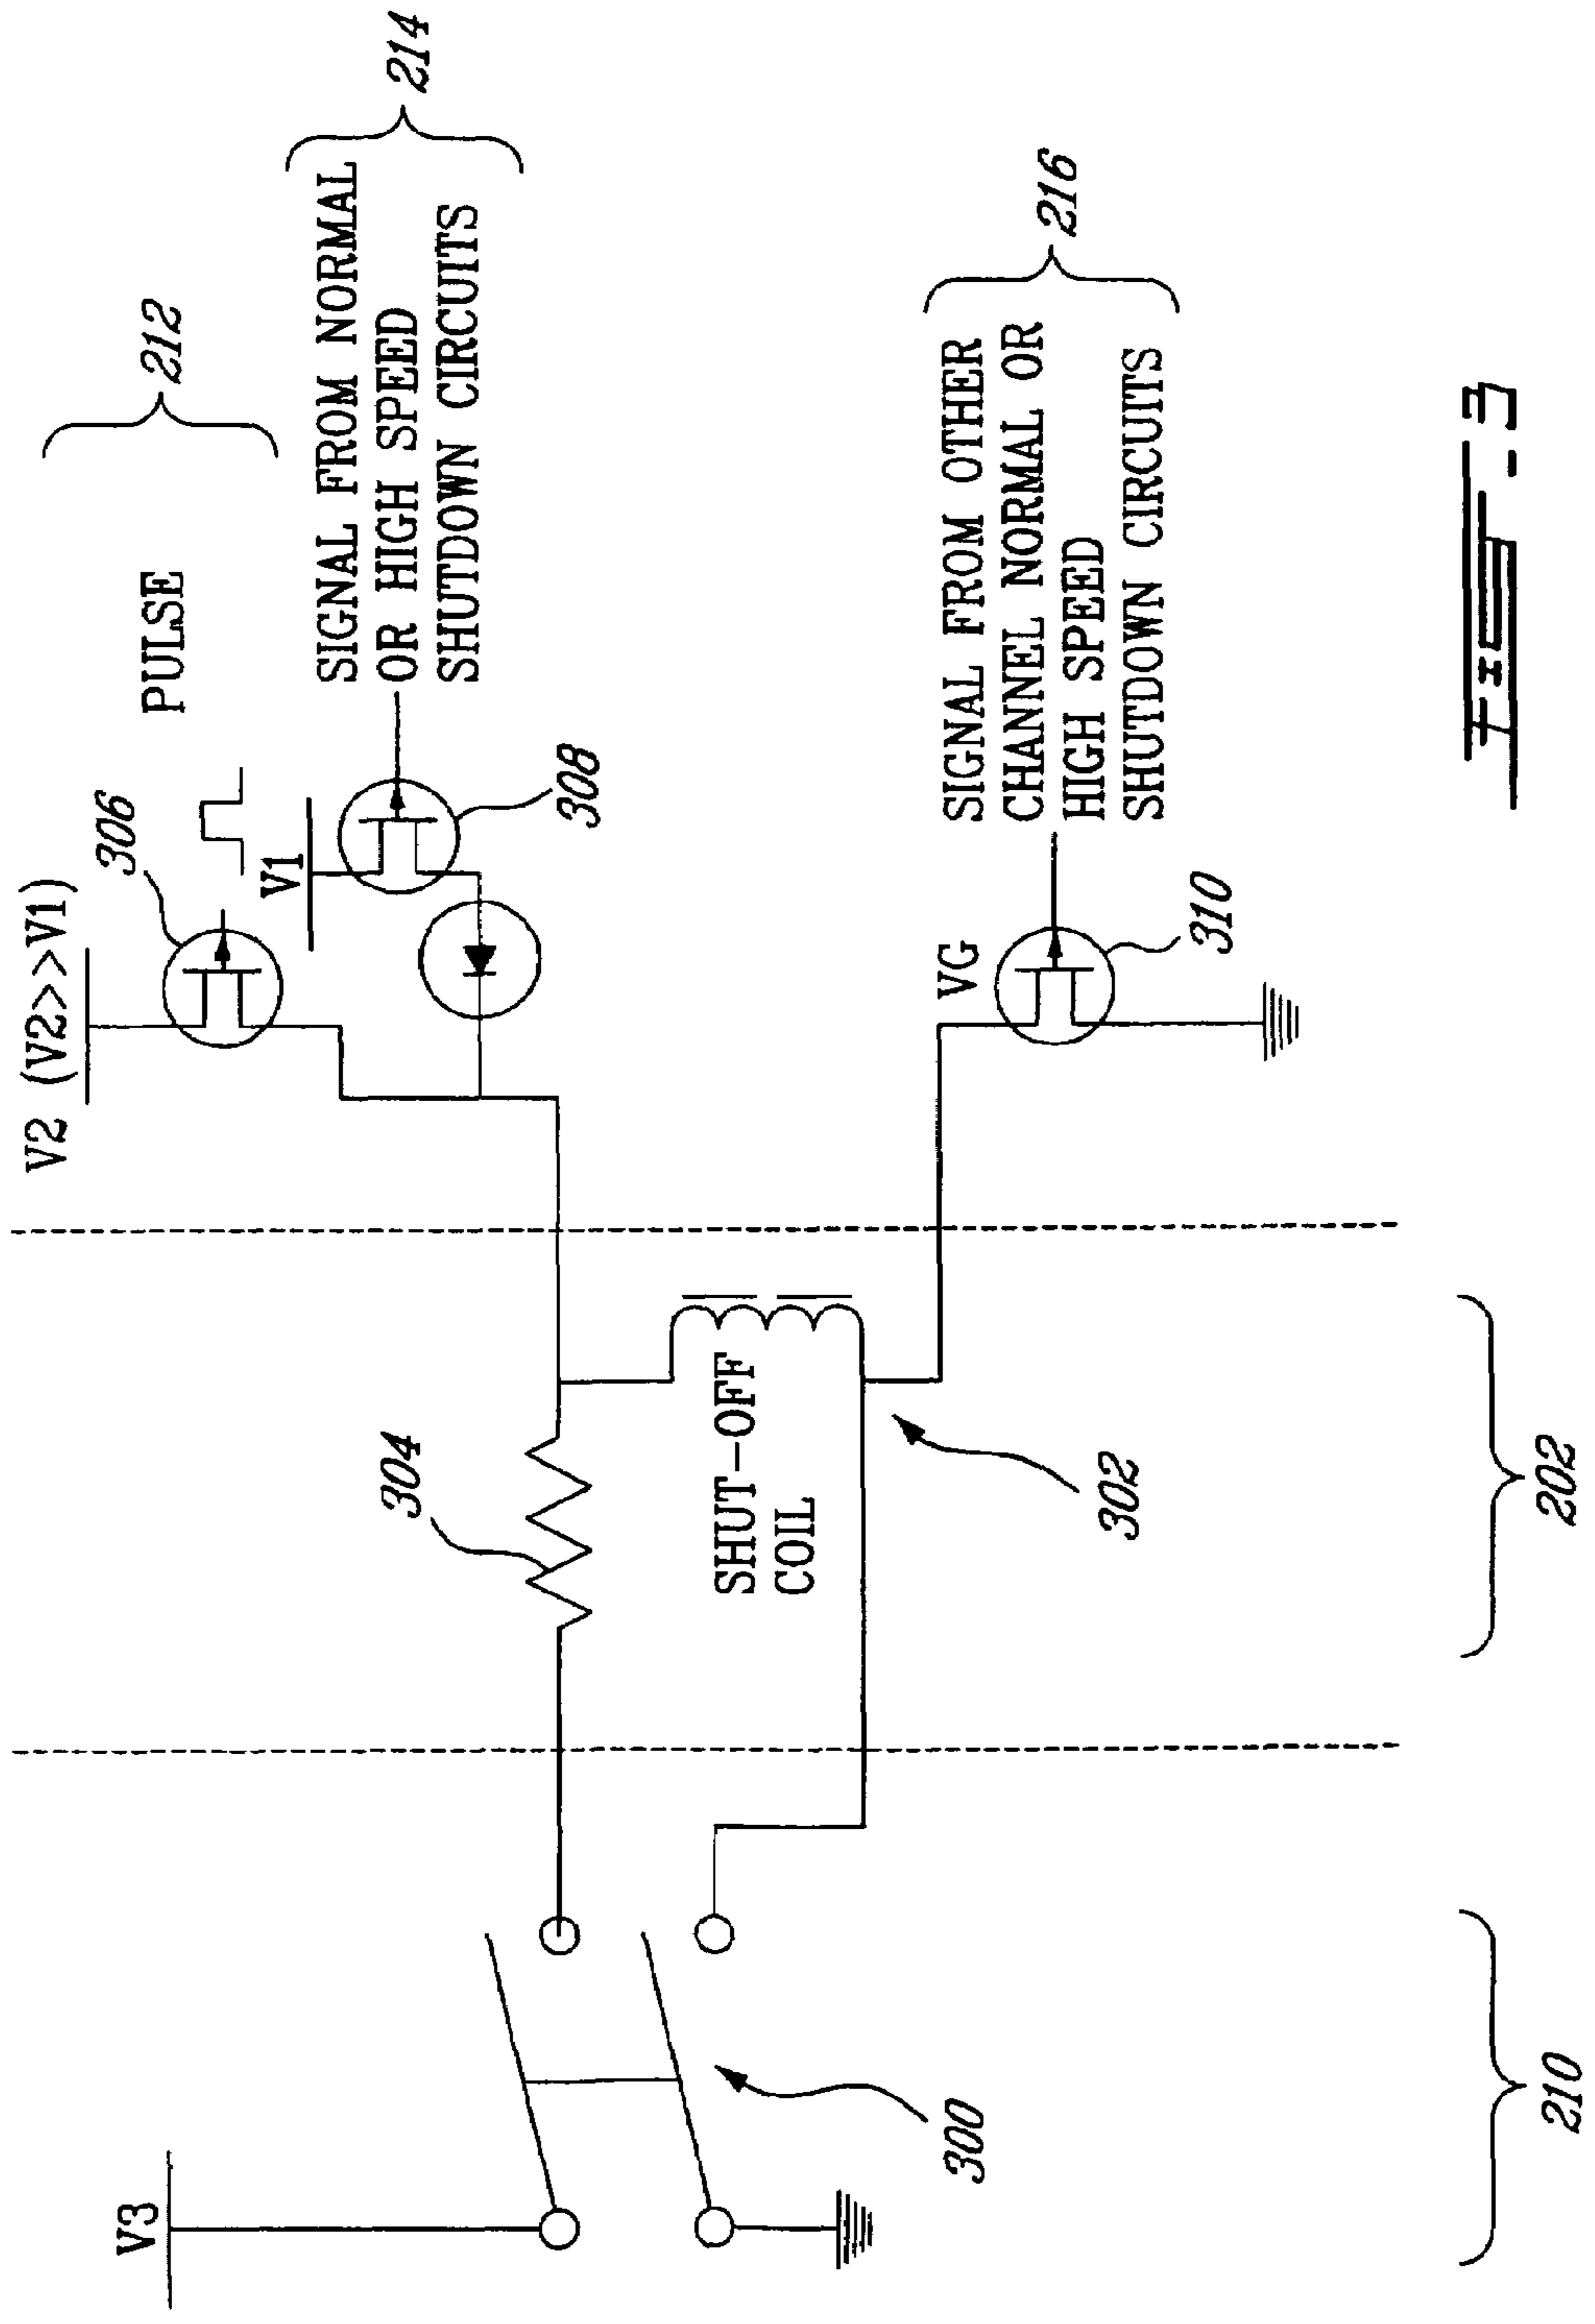 V2 (V2>>V1)
306
PULSE
212
V1
308
SIGNAL FROM NORMAL
OR HIGH SPEED
SHUTDOWN CIRCUITS
214
V3
304
SHUT-OFF
COIL
302
300
VG
310
SIGNAL FROM OTHER
CHANNEL NORMAL OR
HIGH SPEED
SHUTDOWN CIRCUITS
216
210
202
FIG-3